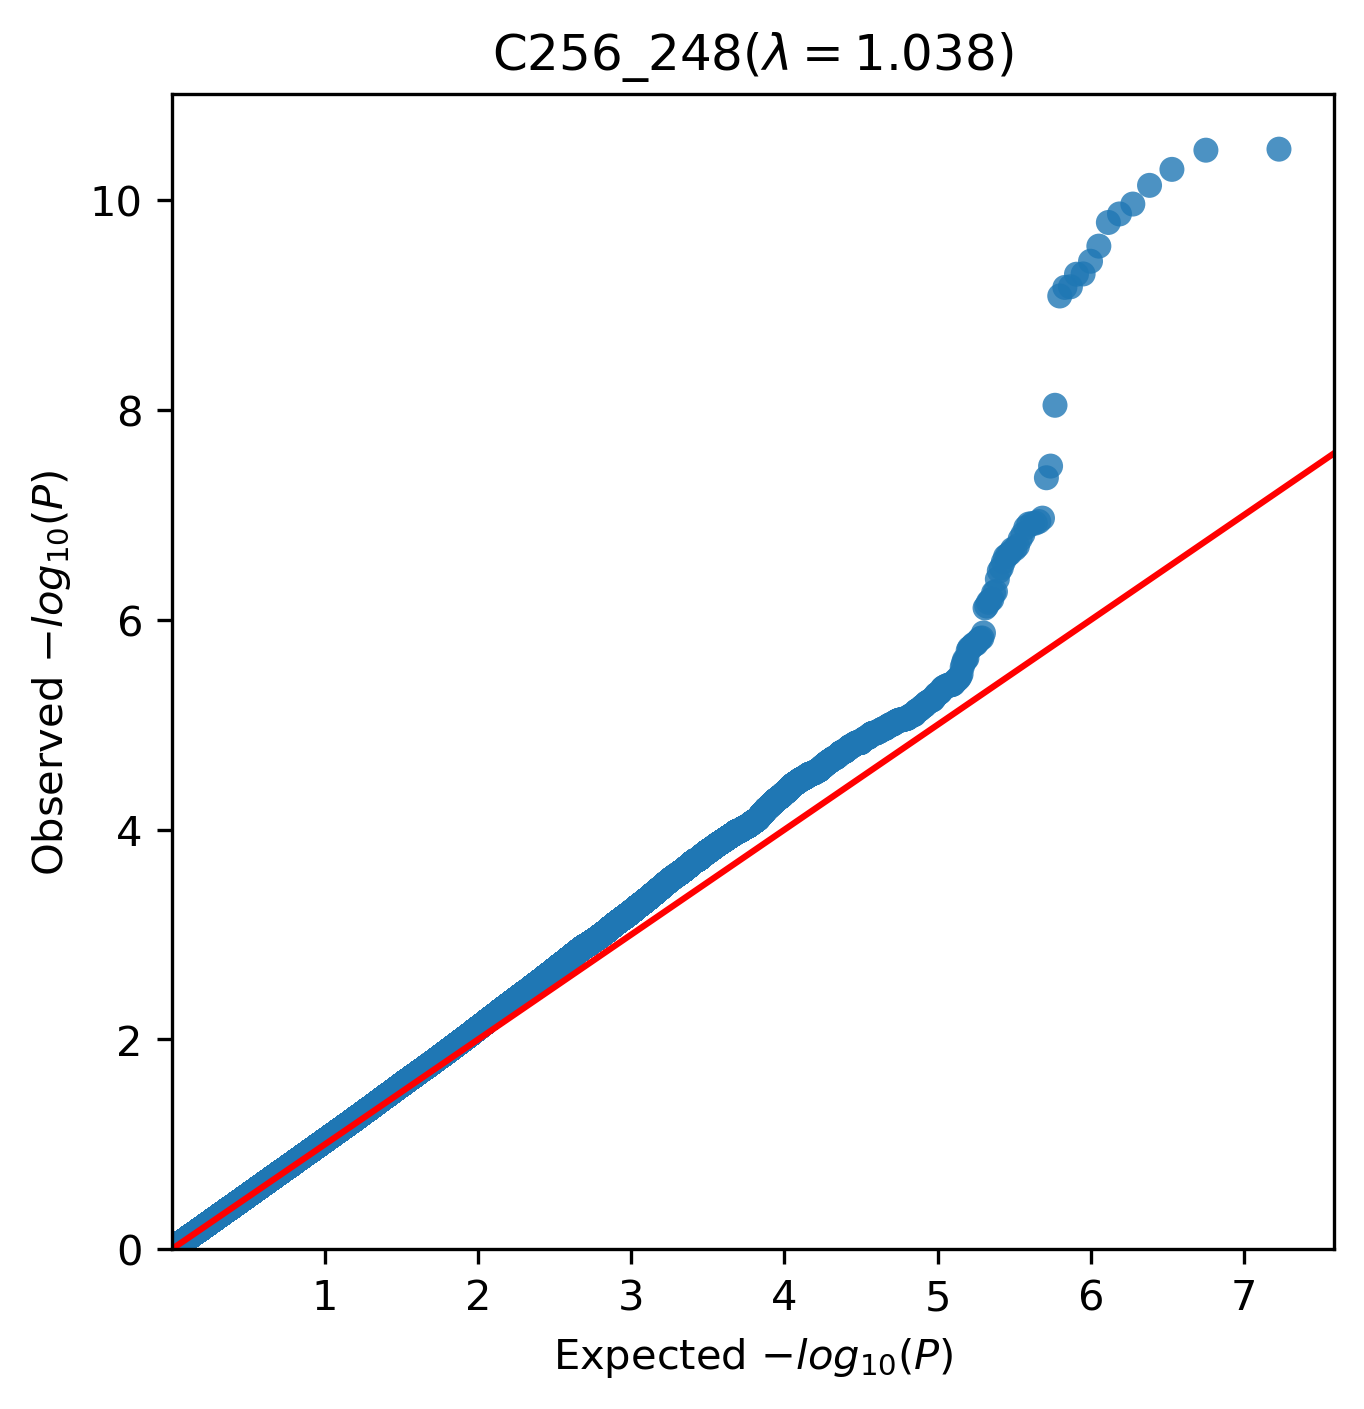 C256_248(λ = 1.038)
10
8
6
4
2
0
Observed −log₁₀(P)
1 2 3 4 5 6 7
Expected −log₁₀(P)